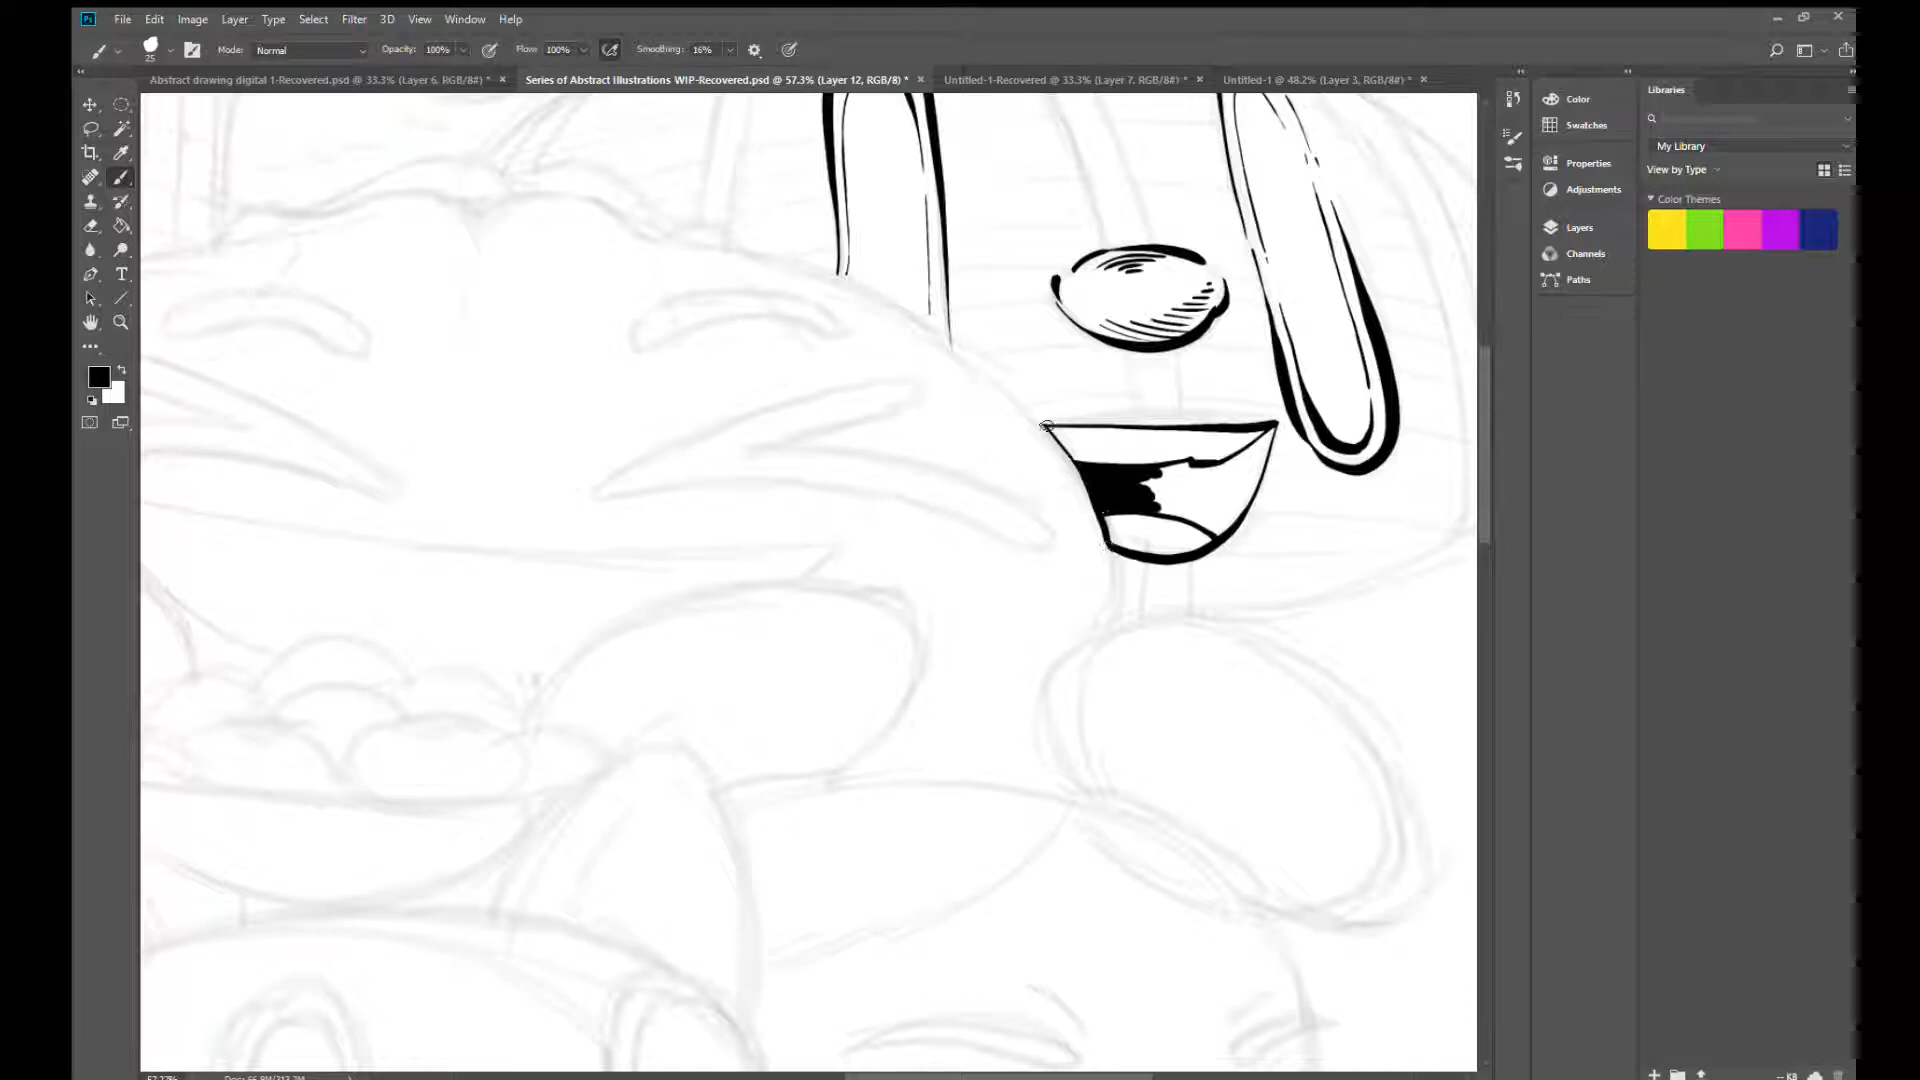 Ps File Edit Image Layer Type Select Filter 3D View Window Help
25 Mode: Normal Opacity: 100% Flow: 100% Smoothing: 16%
Abstract drawing digital 1-Recovered.psd @ 33.3% (Layer 6, RGB/8#) * Series of Abstract Illustrations WIP-Recovered.psd @ 57.3% (Layer 12, RGB/8) * Untitled-1-Recovered @ 33.3% (Layer 7, RGB/8#) * Untitled-1 @ 48.2% (Layer 3, RGB/8#) *
Color
Swatches
Properties
Adjustments
Layers
Channels
Paths
Libraries
My Library
View by Type
Color Themes
-- KB